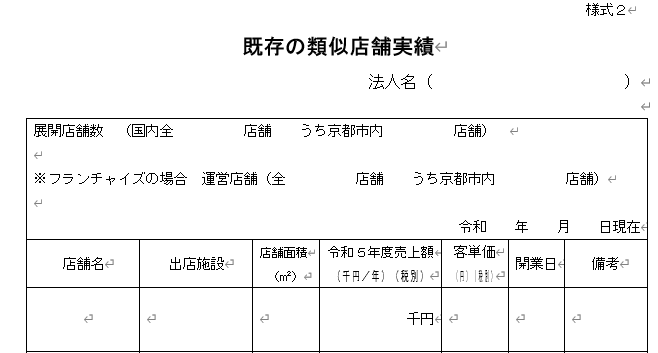 様式２
既存の類似店舗実績
法人名（　　　　　　　　　　　　）
展開店舗数　（国内全　　　　　店舗　　うち京都市内　　　　　店舗）
※フランチャイズの場合　運営店舗（全　　　　　店舗　　うち京都市内　　　　　店舗）
令和　　年　　月　　日現在
店舗名　出店施設　店舗面積　令和５年度売上額　客単価　開業日　備考
（㎡）　（千円／年）（税別）　（円）（税別）
千円